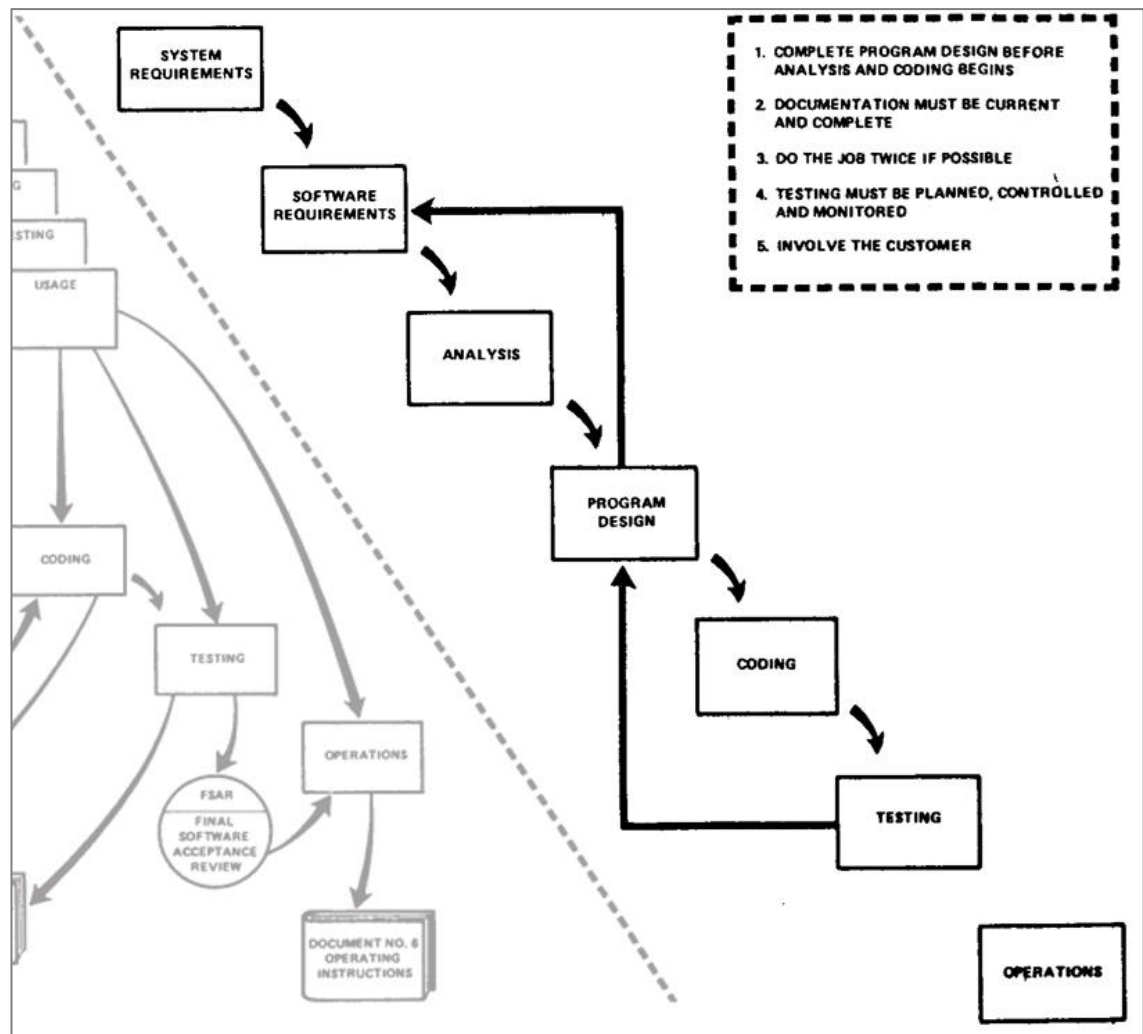 SYSTEM
REQUIREMENTS
1. COMPLETE PROGRAM DESIGN BEFORE
ANALYSIS AND CODING BEGINS
2. DOCUMENTATION MUST BE CURRENT
AND COMPLETE
3. DO THE JOB TWICE IF POSSIBLE
4. TESTING MUST BE PLANNED, CONTROLLED
AND MONITORED
5. INVOLVE THE CUSTOMER
SOFTWARE
REQUIREMENTS
ANALYSIS
PROGRAM
DESIGN
CODING
TESTING
OPERATIONS
USAGE
CODING
TESTING
OPERATIONS
FSAR
FINAL
SOFTWARE
ACCEPTANCE
REVIEW
DOCUMENT NO. 6
OPERATING
INSTRUCTIONS